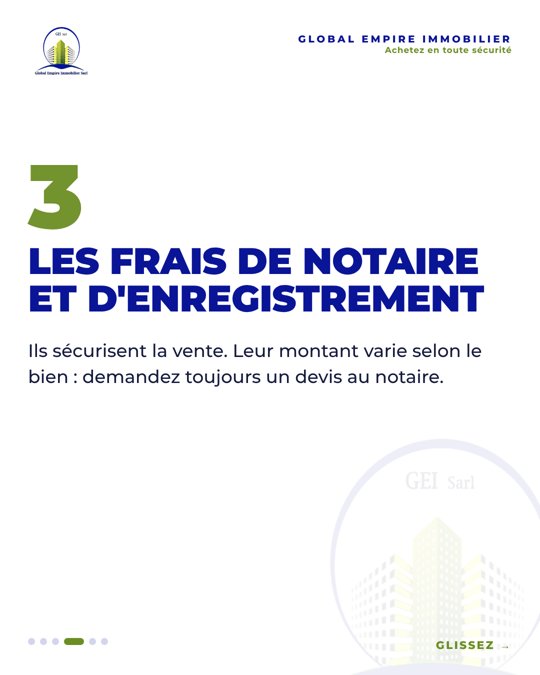 GEI Sarl
Global Empire Immobilier Sarl
GLOBAL EMPIRE IMMOBILIER
Achetez en toute sécurité
3
LES FRAIS DE NOTAIRE
ET D'ENREGISTREMENT
Ils sécurisent la vente. Leur montant varie selon le
bien : demandez toujours un devis au notaire.
GEI Sarl
GLISSEZ →